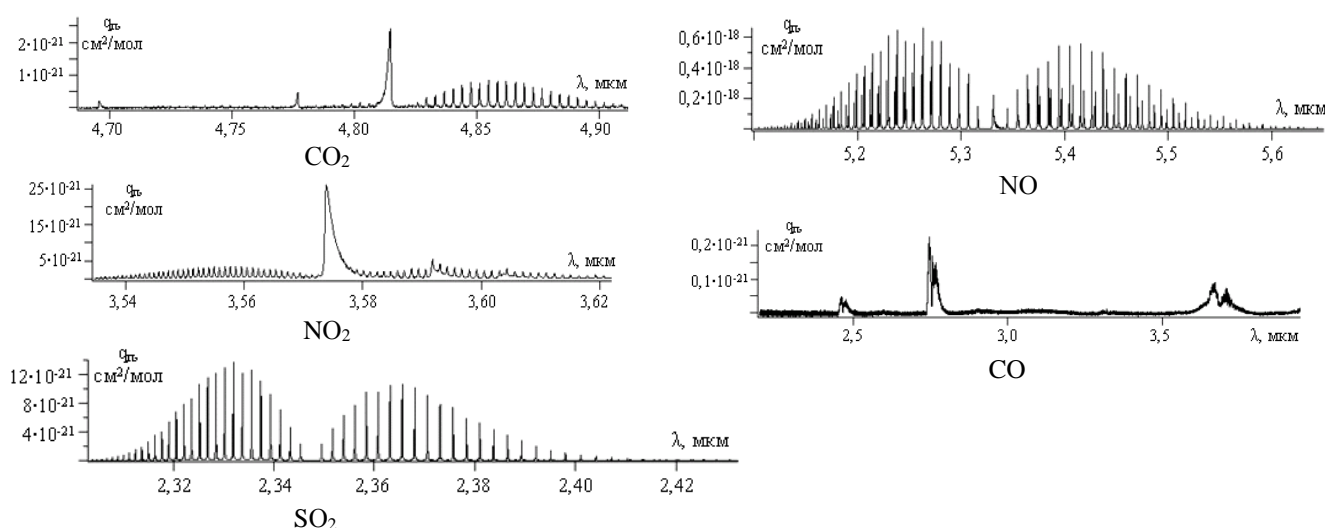 qп,
см²/мол
2·10-21
1·10-21
λ, мкм
4,70 4,75 4,80 4,85 4,90
CO₂
qп,
см²/мол
25·10-21
15·10-21
5·10-21
λ, мкм
3,54 3,56 3,58 3,60 3,62
NO₂
qп,
см²/мол
12·10-21
8·10-21
4·10-21
λ, мкм
2,32 2,34 2,36 2,38 2,40 2,42
SO₂
qп,
см²/мол
0,6·10-18
0,4·10-18
0,2·10-18
λ, мкм
5,2 5,3 5,4 5,5 5,6
NO
qп,
см²/мол
0,2·10-21
0,1·10-21
2,5 3,0 3,5 λ, мкм
CO